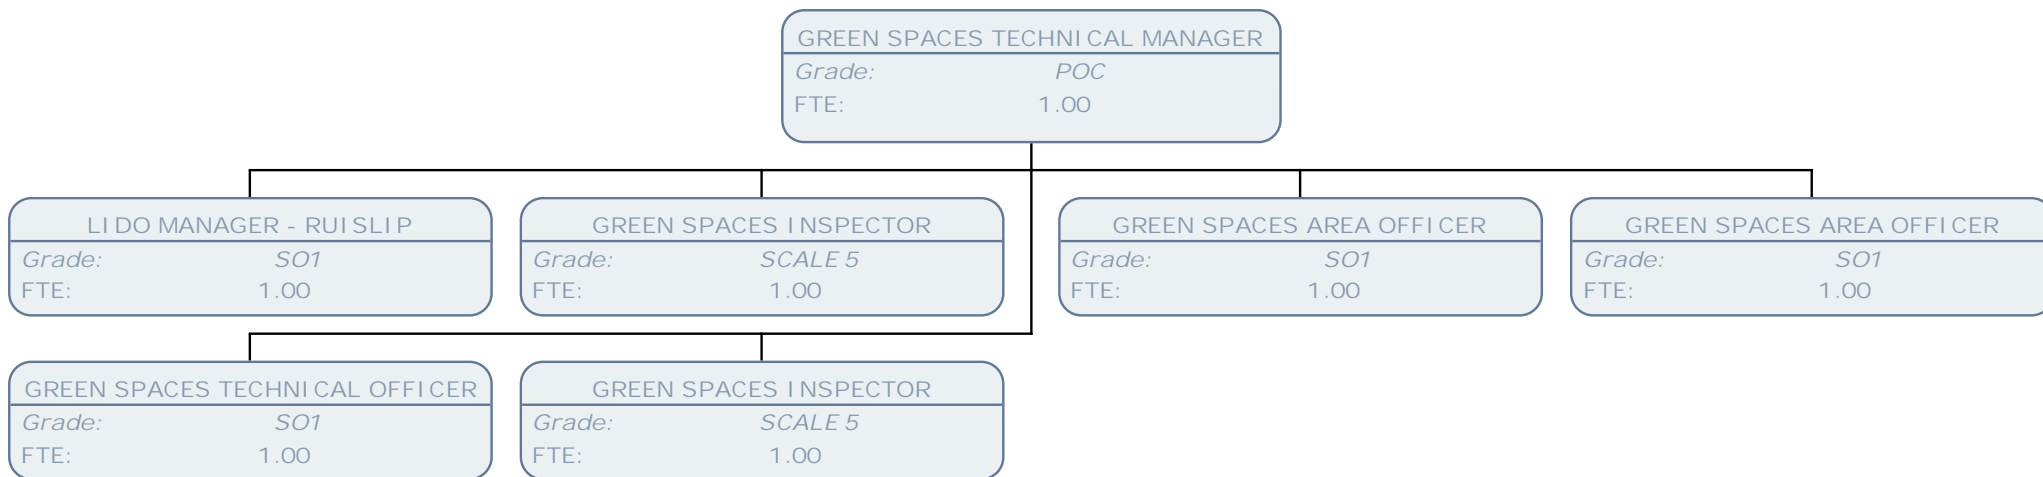 GREEN SPACES TECHNICAL MANAGER
Grade: POC
FTE: 1.00
LIDO MANAGER - RUISLIP
Grade: SO1
FTE: 1.00
GREEN SPACES INSPECTOR
Grade: SCALE 5
FTE: 1.00
GREEN SPACES AREA OFFICER
Grade: SO1
FTE: 1.00
GREEN SPACES AREA OFFICER
Grade: SO1
FTE: 1.00
GREEN SPACES TECHNICAL OFFICER
Grade: SO1
FTE: 1.00
GREEN SPACES INSPECTOR
Grade: SCALE 5
FTE: 1.00